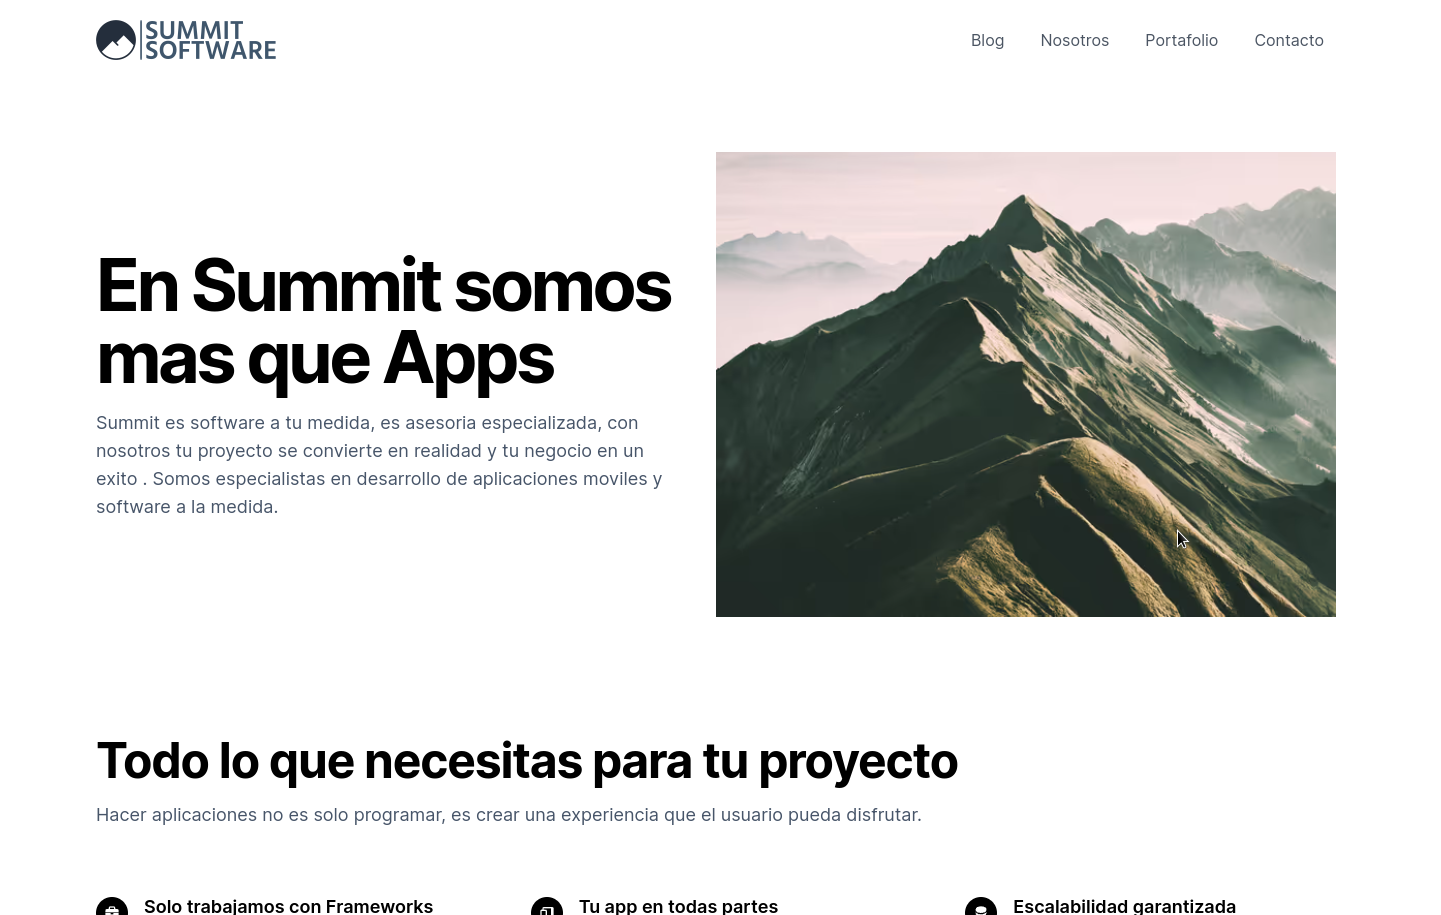 SUMMIT
SOFTWARE
Blog
Nosotros
Portafolio
Contacto
En Summit somos
mas que Apps
Summit es software a tu medida, es asesoria especializada, con
nosotros tu proyecto se convierte en realidad y tu negocio en un
exito . Somos especialistas en desarrollo de aplicaciones moviles y
software a la medida.
Todo lo que necesitas para tu proyecto
Hacer aplicaciones no es solo programar, es crear una experiencia que el usuario pueda disfrutar.
Solo trabajamos con Frameworks
Tu app en todas partes
Escalabilidad garantizada